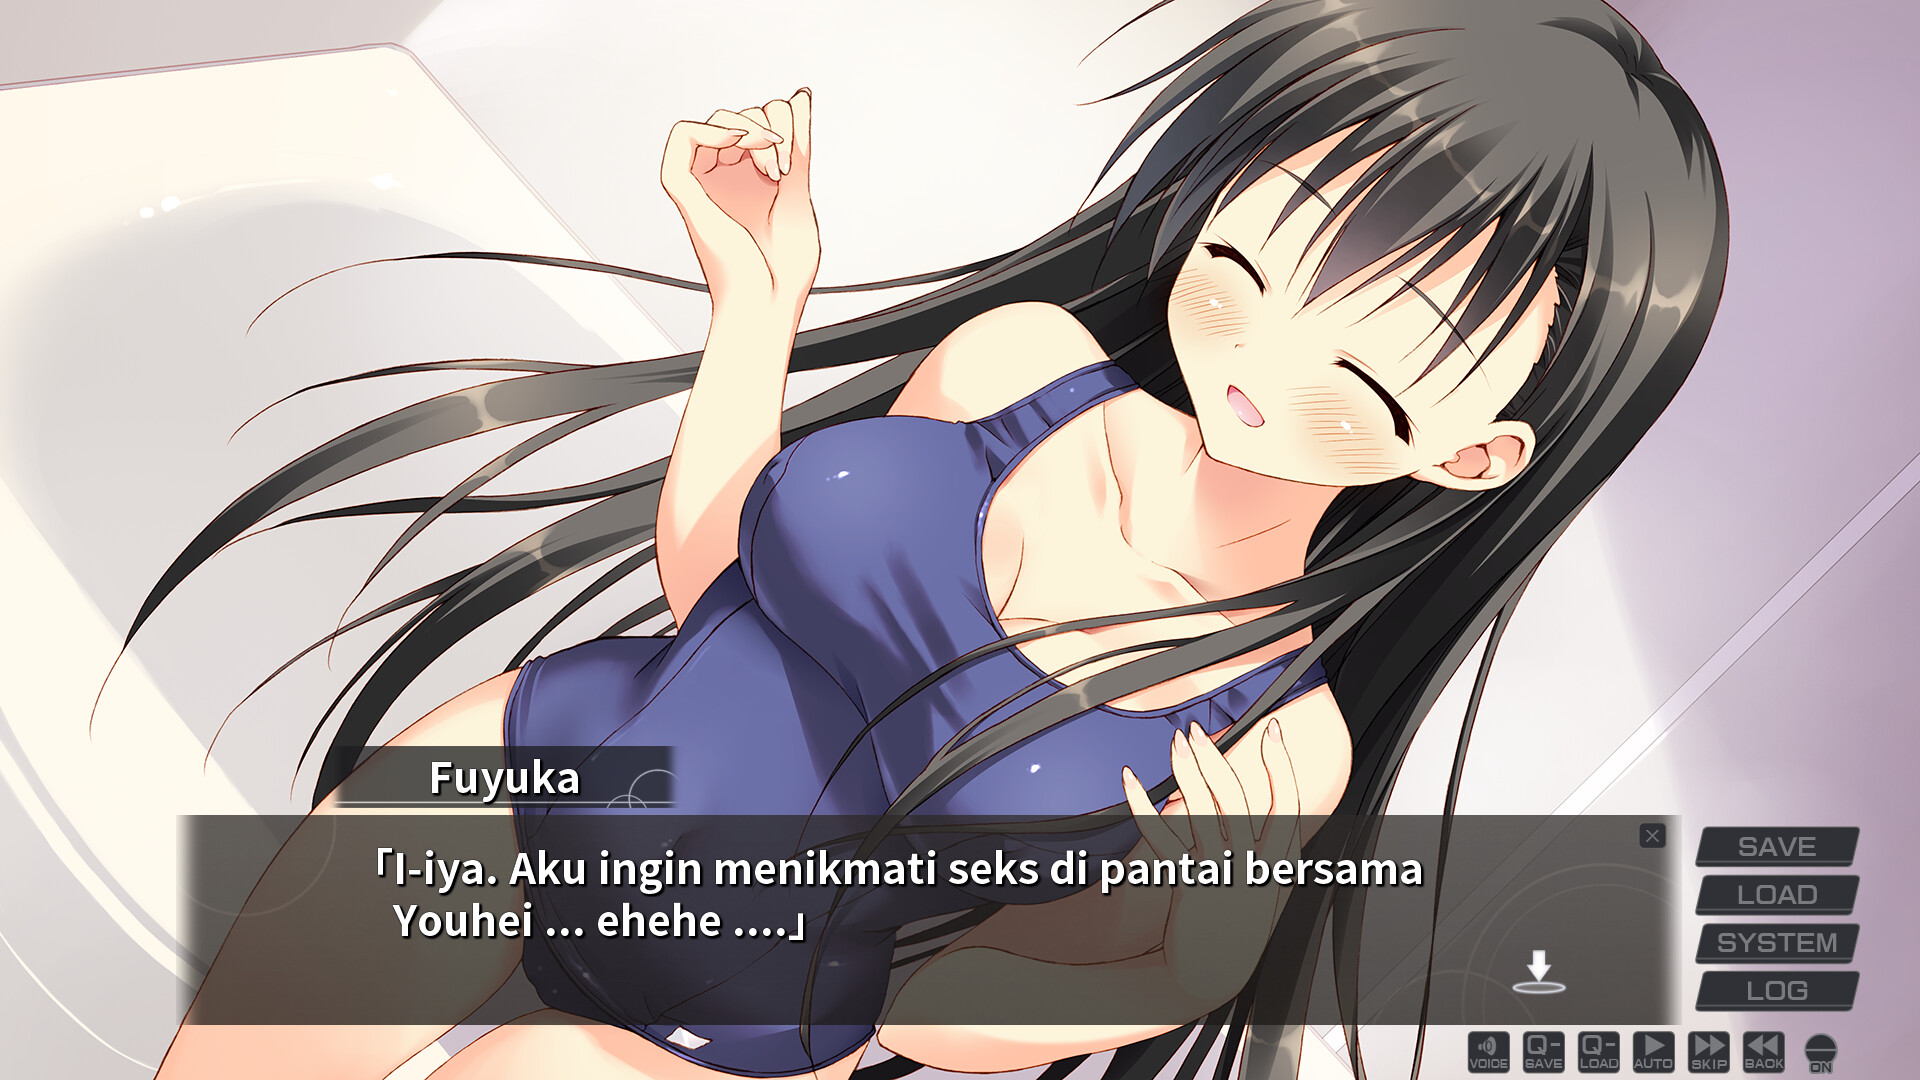 Fuyuka
「I-iya. Aku ingin menikmati seks di pantai bersama
Youhei ... ehehe ....」
SAVE
LOAD
SYSTEM
LOG
VOICE
Q-SAVE
Q-LOAD
AUTO
SKIP
BACK
ON